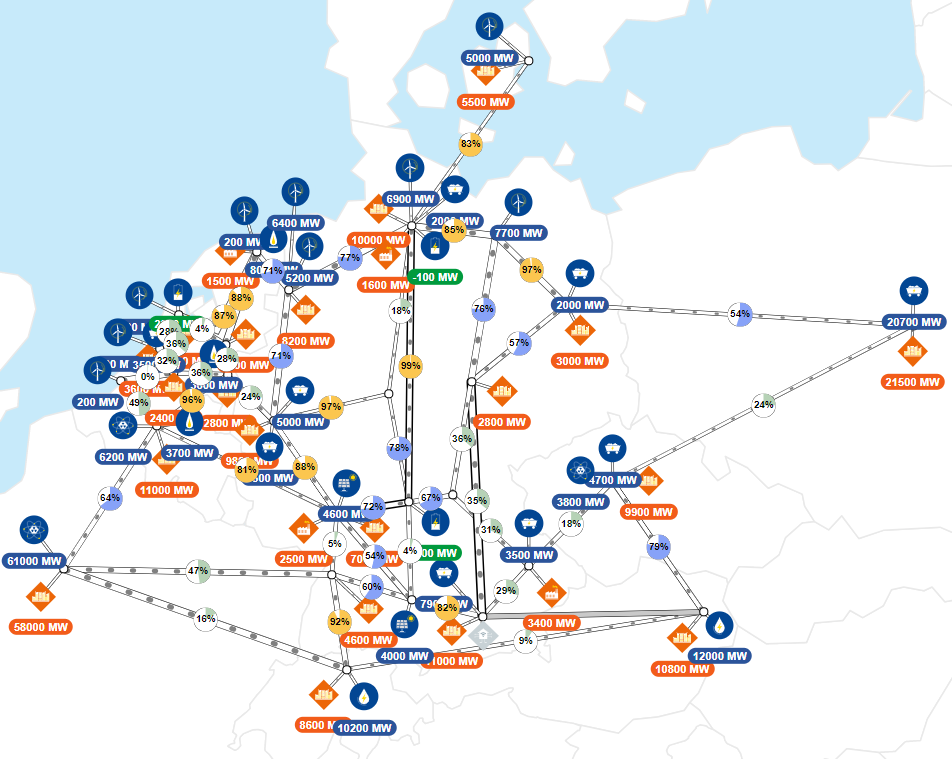 5000 MW
5500 MW
83%
6900 MW
2000 MW
85%
7700 MW
6400 MW
200 MW
10000 MW
77%
71%
5200 MW
1600 MW
-100 MW
97%
1500 MW
88%
2000 MW
54%
20700 MW
87%
18%
76%
8200 MW
28%
4%
36%
57%
3000 MW
71%
28%
32%
99%
0%
36%
21500 MW
200 MW
49%
96%
24%
97%
24%
2400
2800 MW
5000 MW
2800 MW
6200 MW
3700 MW
36%
78%
81%
88%
11000 MW
4700 MW
64%
72%
67%
35%
3800 MW
9900 MW
4600 MW
31%
18%
5%
2500 MW
54%
4%
79%
61000 MW
3500 MW
47%
60%
29%
58000 MW
82%
16%
92%
3400 MW
4600 MW
9%
4000 MW
12000 MW
10800 MW
8600 MW
10200 MW